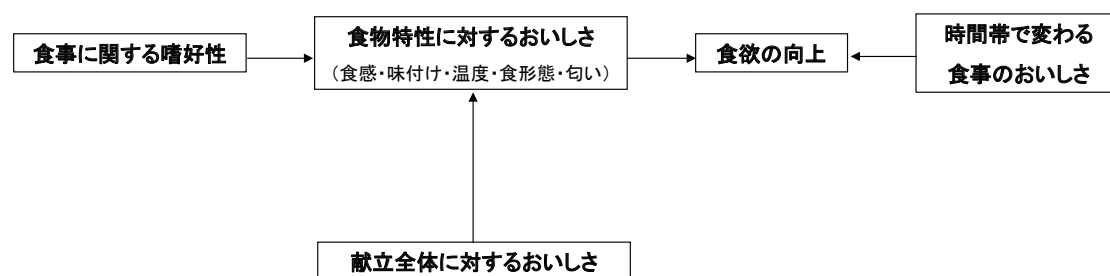 食事に関する嗜好性
食物特性に対するおいしさ
（食感・味付け・温度・食形態・匂い）
食欲の向上
時間帯で変わる
食事のおいしさ
献立全体に対するおいしさ